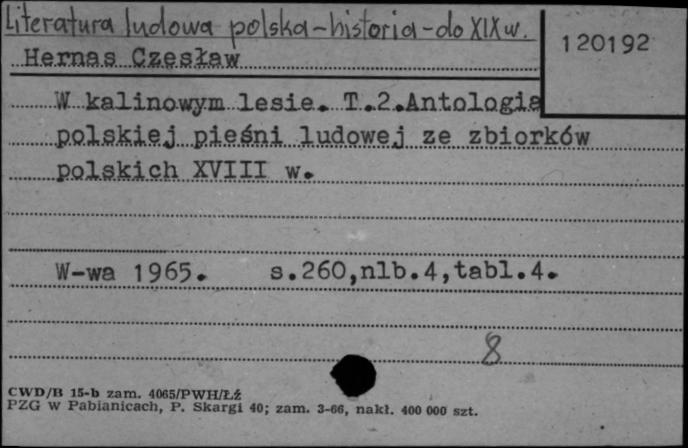 Literatura ludowa polska-historia-do XIX w.
120192
Hernas Czesław
W kalinowym lesie. T.2.Antologia
polskiej pieśni ludowej ze zbiorków
polskich XVIII w.
W-wa 1965. s.260,nlb.4,tabl.4.
8
CWD/B 15-b zam. 4065/PWH/Łź
PZG w Pabianicach, P. Skargi 40; zam. 3-66, nakł. 400 000 szt.